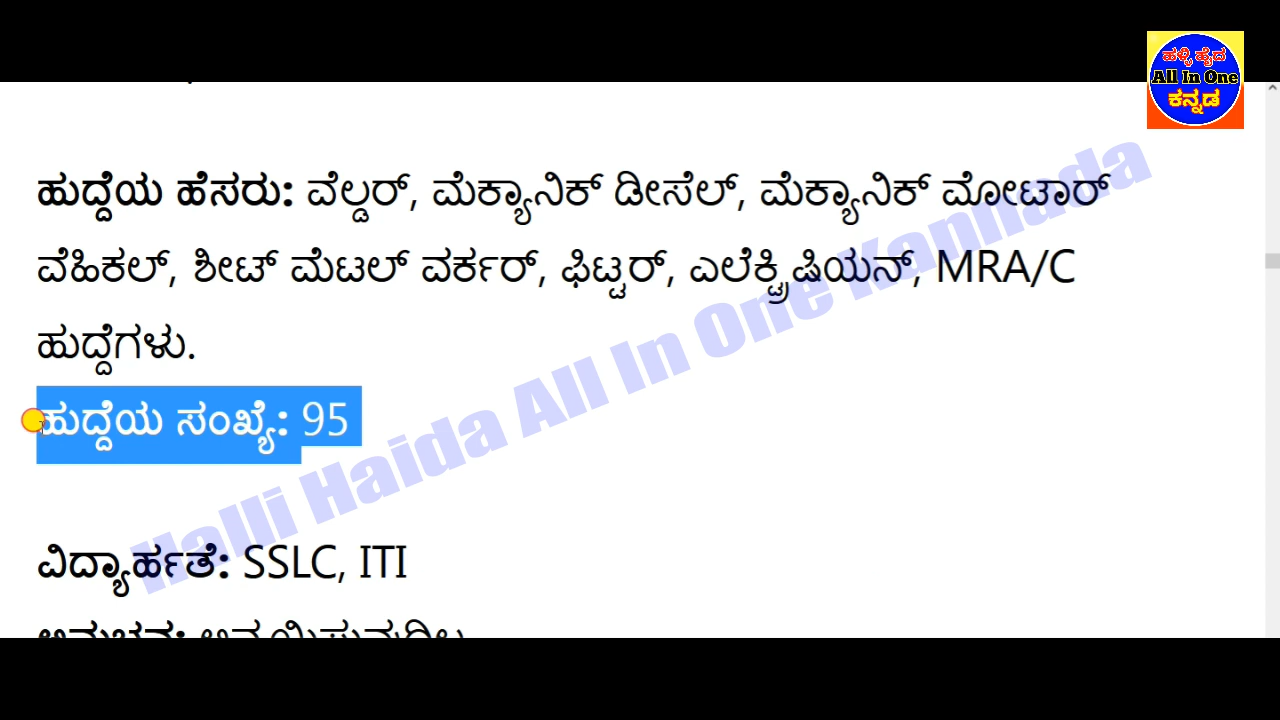 ಹಳ್ಳಿ ಹೈದ
All In One
ಕನ್ನಡ
ಹುದ್ದೆಯ ಹೆಸರು: ವೆಲ್ಡರ್, ಮೆಕ್ಯಾನಿಕ್ ಡೀಸೆಲ್, ಮೆಕ್ಯಾನಿಕ್ ಮೋಟಾರ್
ವೆಹಿಕಲ್, ಶೀಟ್ ಮೆಟಲ್ ವರ್ಕರ್, ಫಿಟ್ಟರ್, ಎಲೆಕ್ಟ್ರಿಷಿಯನ್, MRA/C
ಹುದ್ದೆಗಳು.
ಹುದ್ದೆಯ ಸಂಖ್ಯೆ: 95
Halli Haida All In One Kannada
ವಿದ್ಯಾರ್ಹತೆ: SSLC, ITI